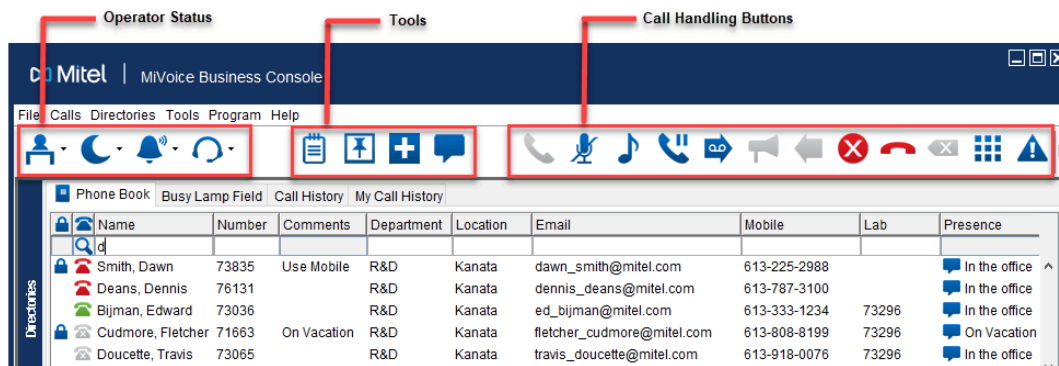 Operator Status Tools Call Handling Buttons
Mitel | MiVoice Business Console
File Calls Directories Tools Program Help
Phone Book Busy Lamp Field Call History My Call History
Name Number Comments Department Location Email Mobile Lab Presence
d
Smith, Dawn 73835 Use Mobile R&D Kanata dawn_smith@mitel.com 613-225-2988 In the office
Deans, Dennis 76131 R&D Kanata dennis_deans@mitel.com 613-787-3100 In the office
Bijman, Edward 73036 R&D Kanata ed_bijman@mitel.com 613-333-1234 73296 In the office
Cudmore, Fletcher 71663 On Vacation R&D Kanata fletcher_cudmore@mitel.com 613-808-8199 73296 On Vacation
Doucette, Travis 73065 R&D Kanata travis_doucette@mitel.com 613-918-0076 73296 In the office
Directories